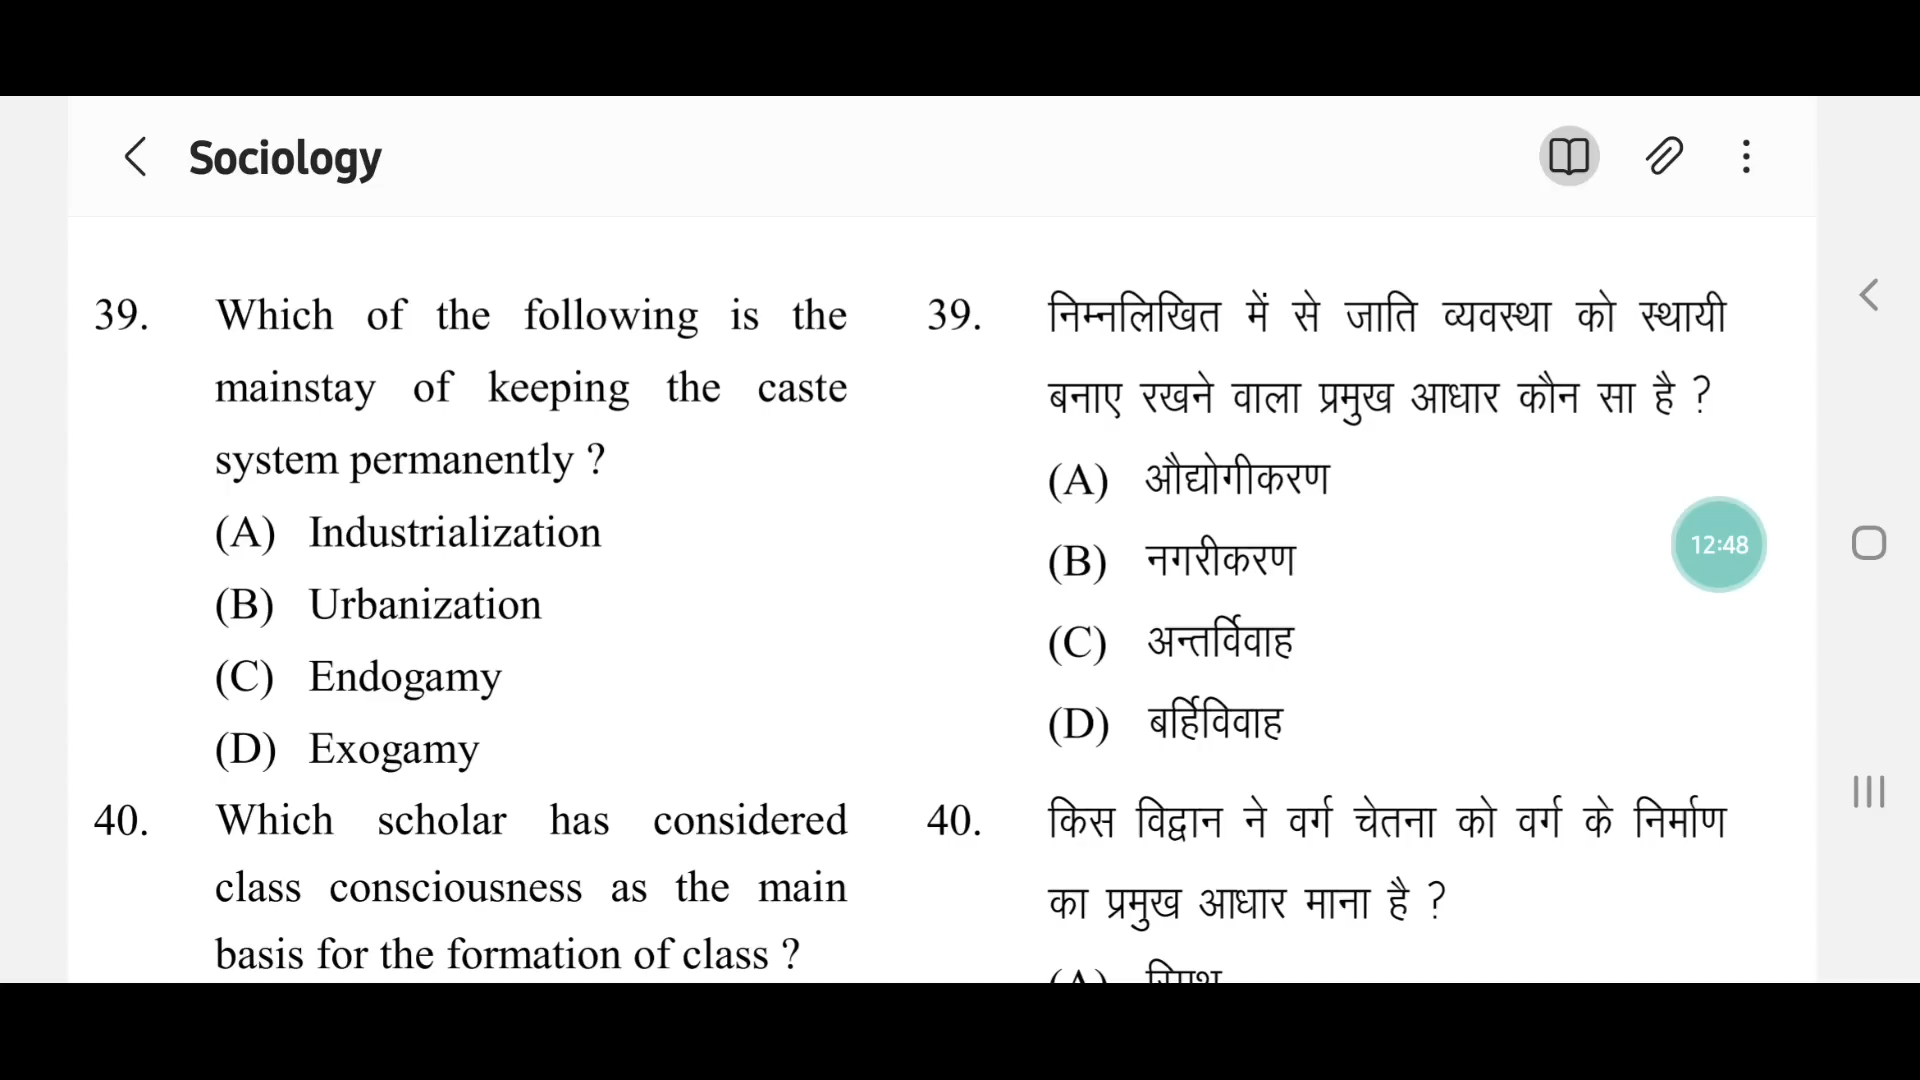 Sociology
39. Which of the following is the
mainstay of keeping the caste
system permanently ?
(A) Industrialization
(B) Urbanization
(C) Endogamy
(D) Exogamy
40. Which scholar has considered
class consciousness as the main
basis for the formation of class ?
39. निम्नलिखित में से जाति व्यवस्था को स्थायी
बनाए रखने वाला प्रमुख आधार कौन सा है ?
(A) औद्योगीकरण
(B) नगरीकरण
(C) अन्तर्विवाह
(D) बर्हिविवाह
40. किस विद्वान ने वर्ग चेतना को वर्ग के निर्माण
का प्रमुख आधार माना है ?
(A)
12:48